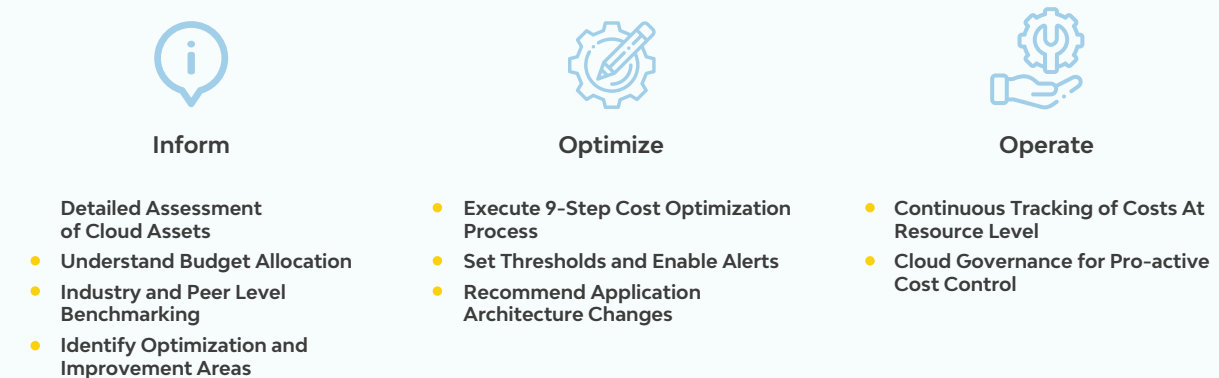 Inform
Detailed Assessment
of Cloud Assets
Understand Budget Allocation
Industry and Peer Level
Benchmarking
Identify Optimization and
Improvement Areas
Optimize
Execute 9-Step Cost Optimization
Process
Set Thresholds and Enable Alerts
Recommend Application
Architecture Changes
Operate
Continuous Tracking of Costs At
Resource Level
Cloud Governance for Pro-active
Cost Control